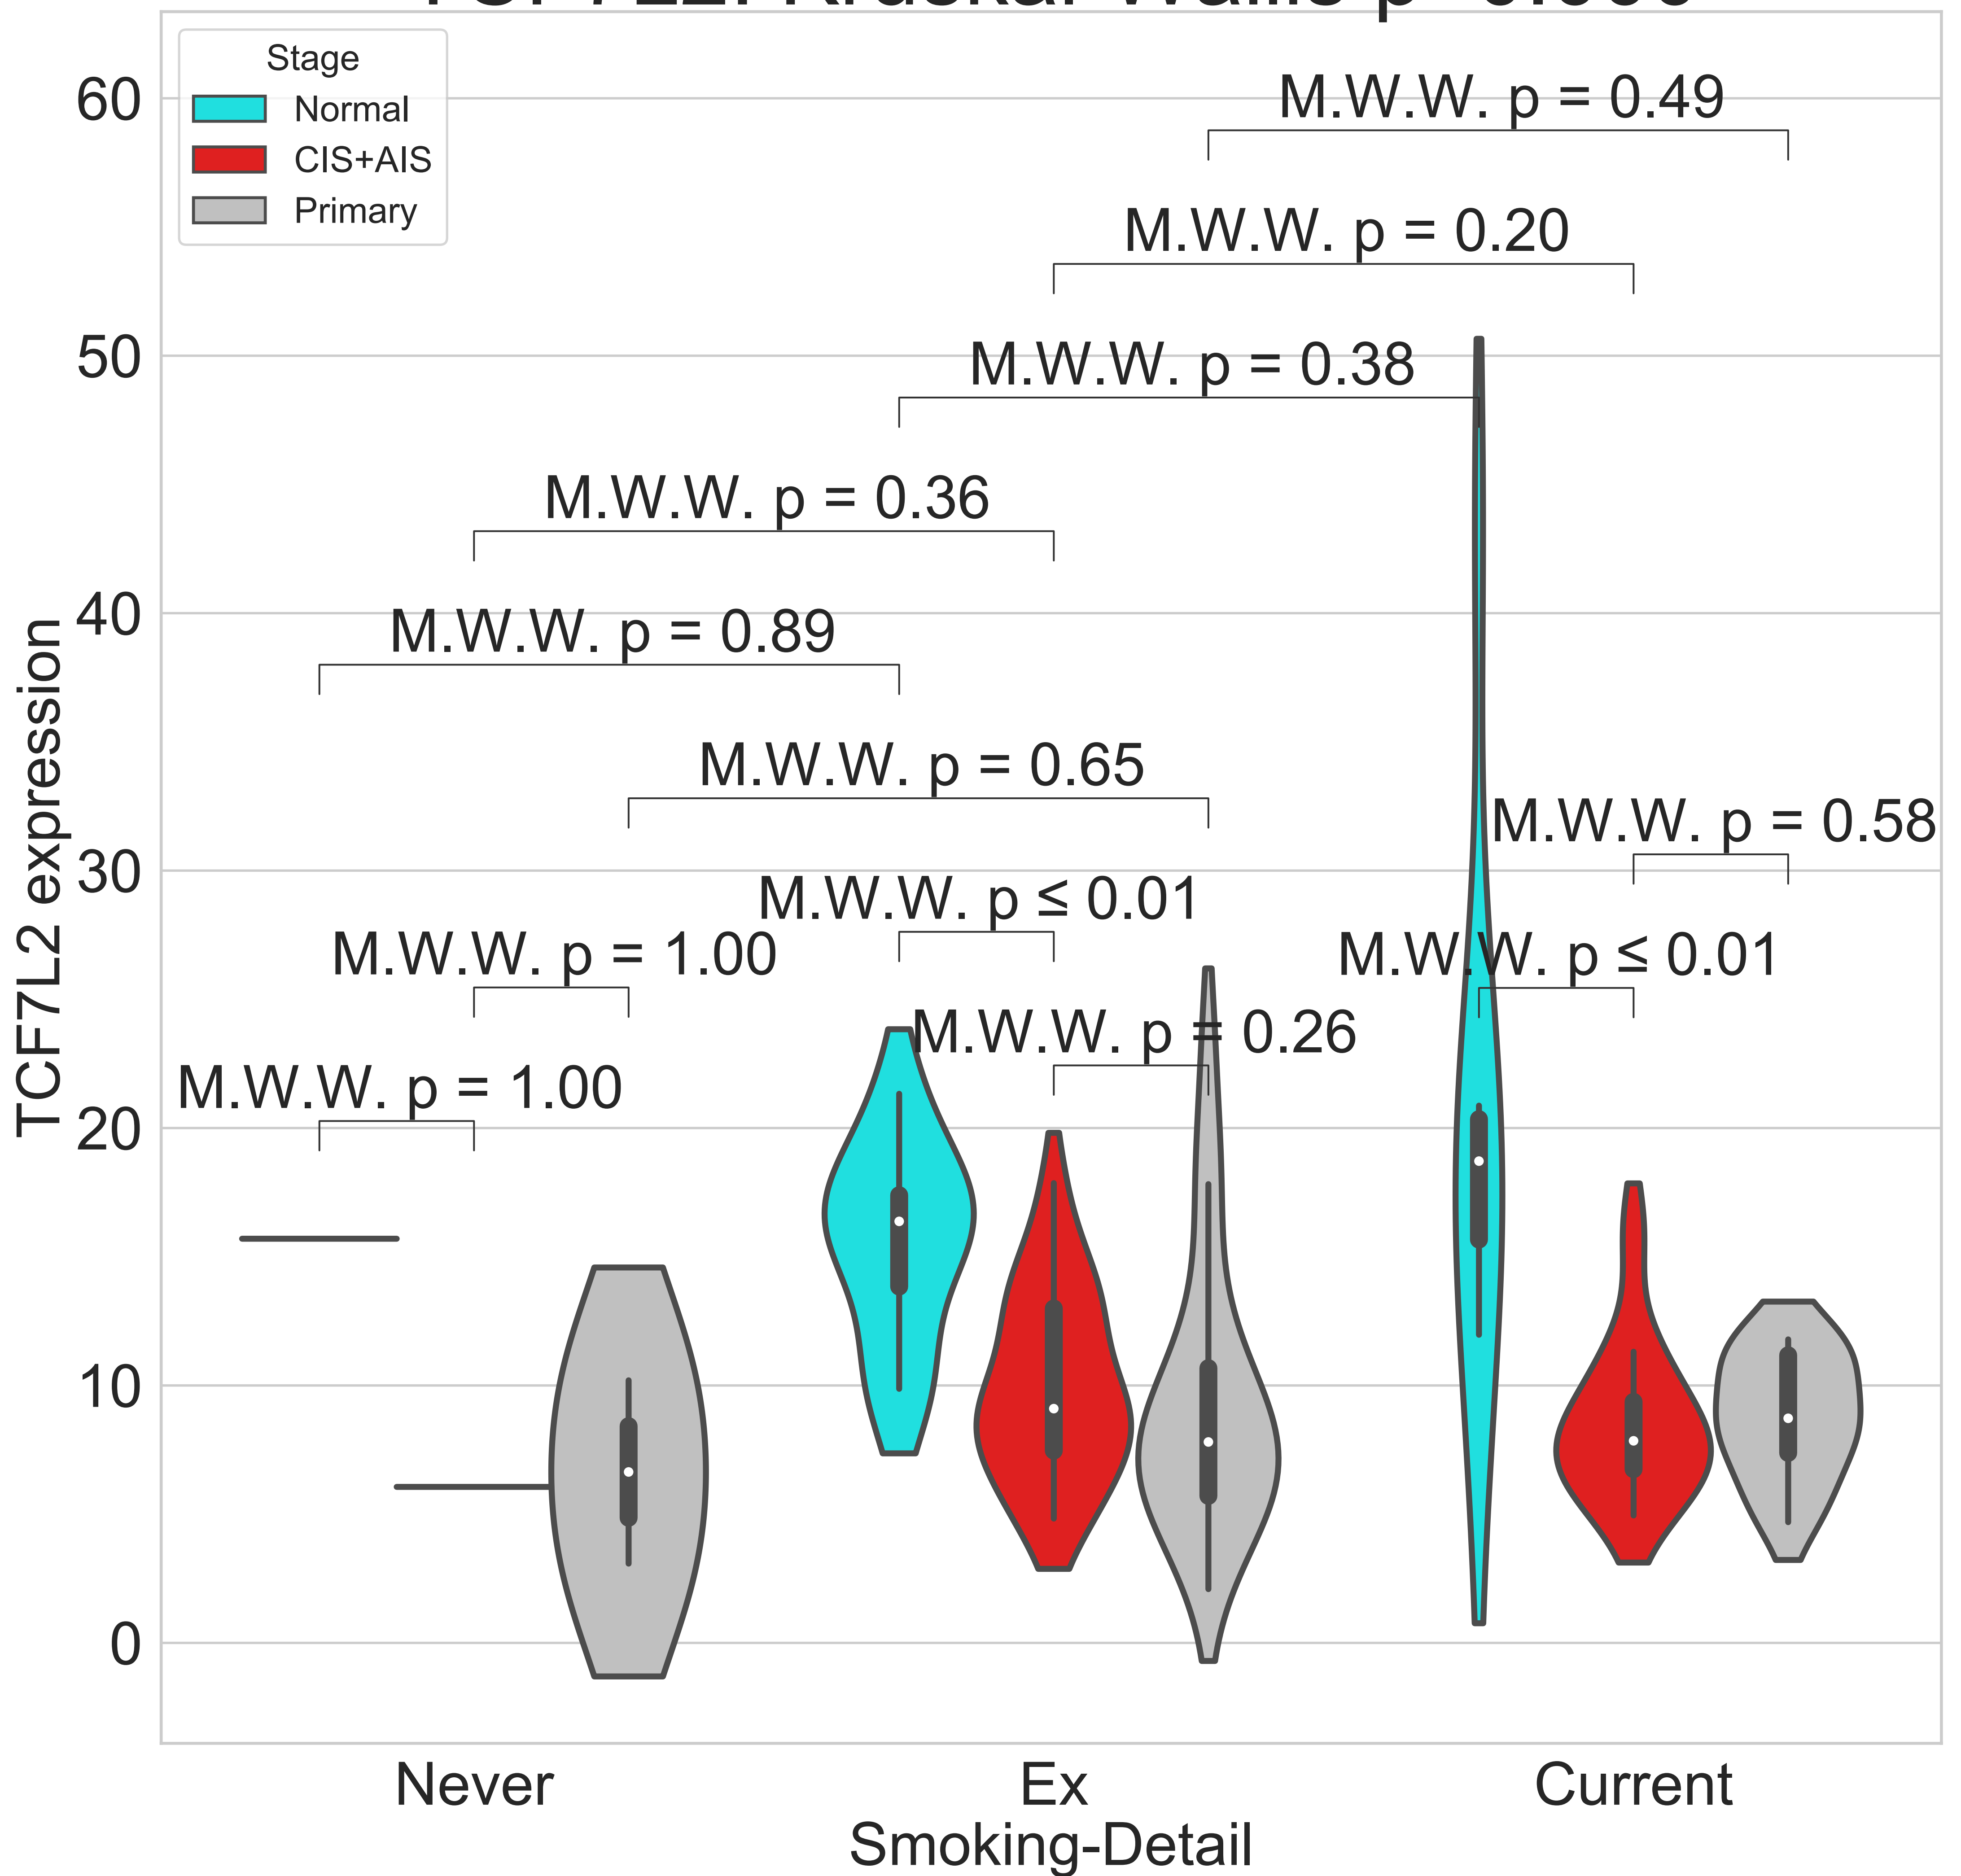 Stage
Normal
CIS+AIS
Primary
M.W.W. p = 0.49
M.W.W. p = 0.20
M.W.W. p = 0.38
M.W.W. p = 0.36
M.W.W. p = 0.89
M.W.W. p = 0.65
M.W.W. p = 0.58
M.W.W. p ≤ 0.01
M.W.W. p = 1.00
M.W.W. p ≤ 0.01
M.W.W. p = 0.26
M.W.W. p = 1.00
60
50
40
30
20
10
0
TCF7L2 expression
Never
Ex
Current
Smoking-Detail